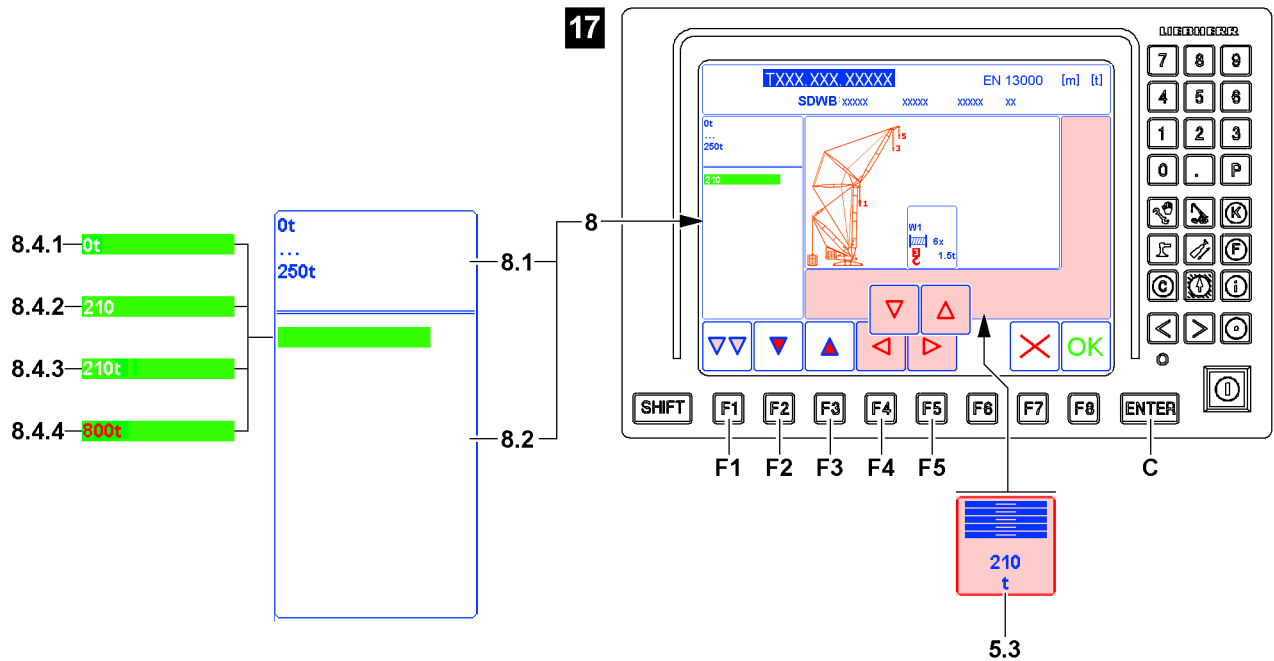 17
LIEBHERR
TXXX.XXX.XXXXX EN 13000 [m] [t]
SDWB xxxxx xxxxx xxxxx xx
0t
...
250t
210
5
3
1
2
W1
6x
3
1.5t
OK
7 8 9
4 5 6
1 2 3
0 . P
K
F
C i
SHIFT F1 F2 F3 F4 F5 F6 F7 F8 ENTER
F1 F2 F3 F4 F5 C
8
8.1
8.2
0t
...
250t
8.4.1 0t
8.4.2 210
8.4.3 210t
8.4.4 800t
210
t
5.3